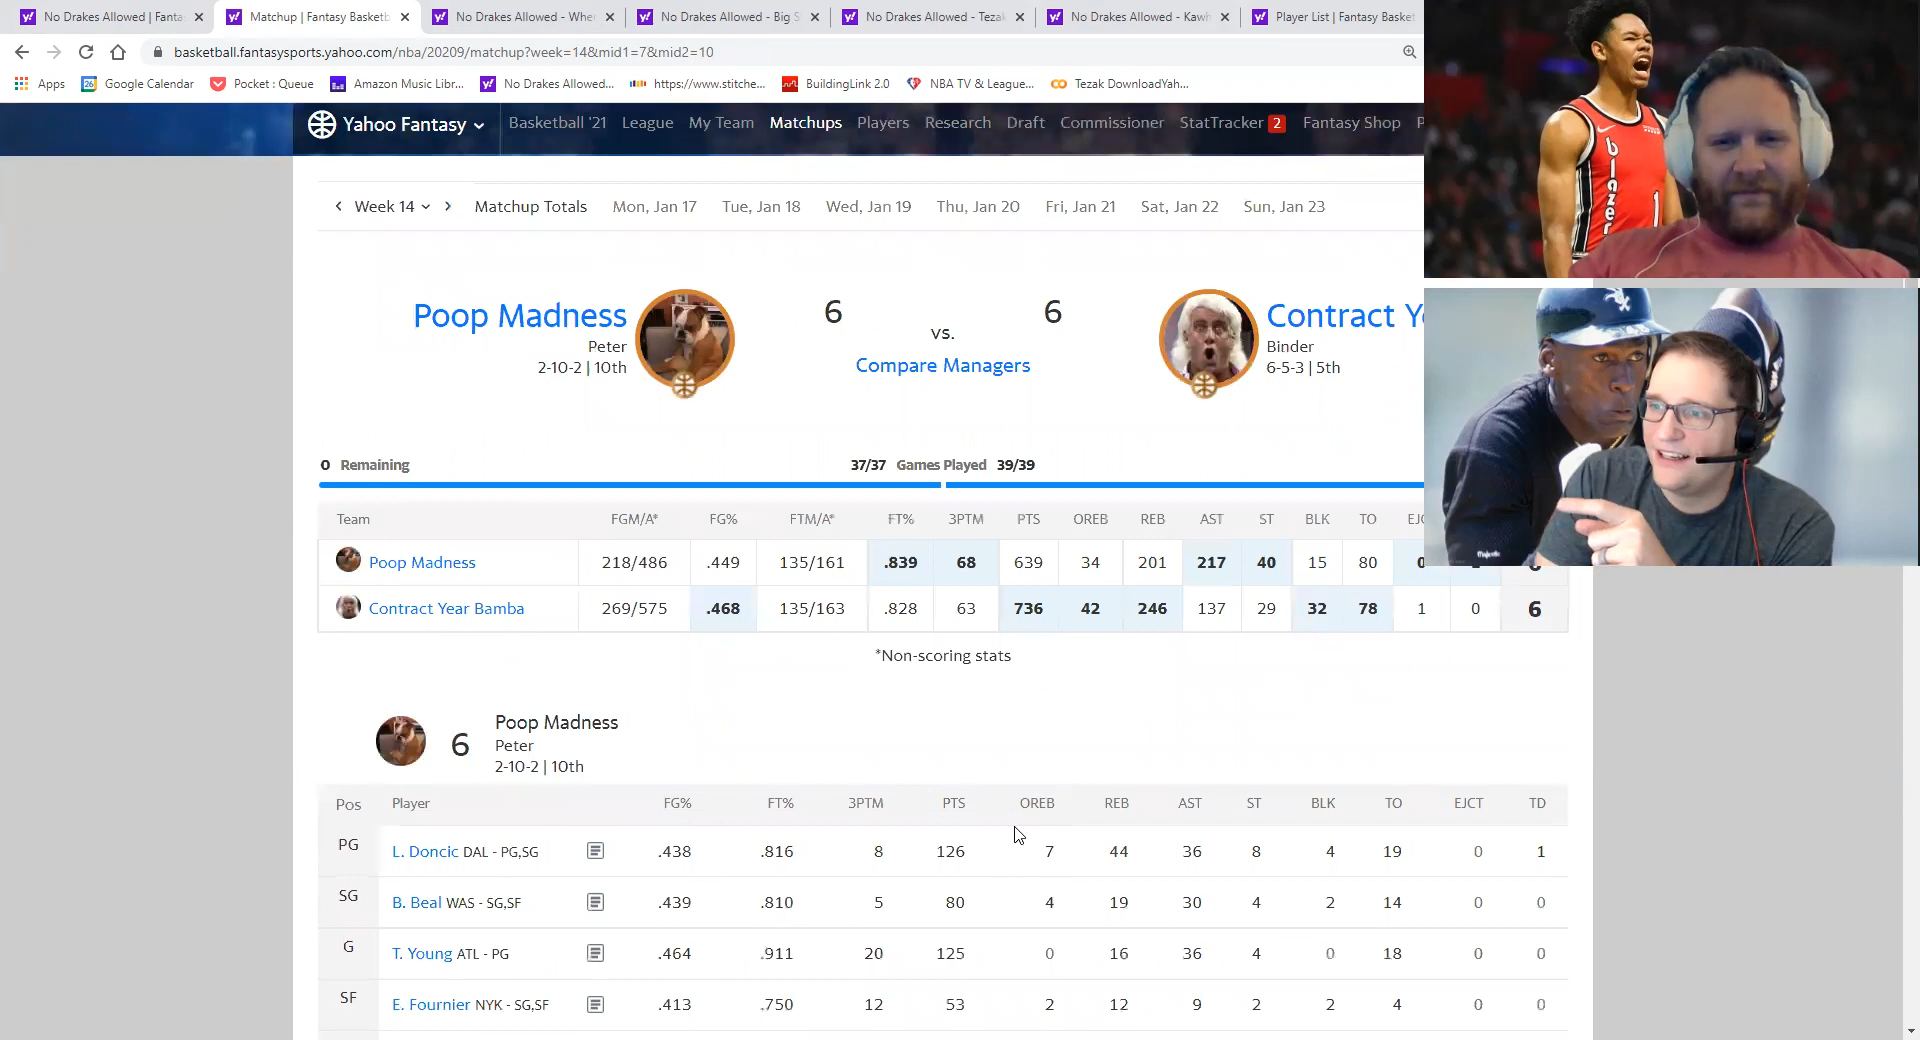 No Drakes Allowed | Fanta:
Matchup | Fantasy Basketb
No Drakes Allowed - Wher
No Drakes Allowed - Big S
No Drakes Allowed - Teza
No Drakes Allowed - Kawh
Player List | Fantasy Basket
basketball.fantasysports.yahoo.com/nba/20209/matchup?week=14&mid1=7&mid2=10
Apps
Google Calendar
Pocket : Queue
Amazon Music Libr...
No Drakes Allowed...
https://www.stitche...
BuildingLink 2.0
NBA TV & League...
Tezak DownloadYah...
Yahoo Fantasy
Basketball '21
League
My Team
Matchups
Players
Research
Draft
Commissioner
StatTracker 2
Fantasy Shop
P
Week 14
Matchup Totals
Mon, Jan 17
Tue, Jan 18
Wed, Jan 19
Thu, Jan 20
Fri, Jan 21
Sat, Jan 22
Sun, Jan 23
Poop Madness
Peter
2-10-2 | 10th
6
vs.
6
Compare Managers
Contract Ye
Binder
6-5-3 | 5th
0 Remaining
37/37 Games Played 39/39
Team FGM/A* FG% FTM/A* FT% 3PTM PTS OREB REB AST ST BLK TO EJC
Poop Madness 218/486 .449 135/161 .839 68 639 34 201 217 40 15 80 0
Contract Year Bamba 269/575 .468 135/163 .828 63 736 42 246 137 29 32 78 1 0 6
*Non-scoring stats
6
Poop Madness
Peter
2-10-2 | 10th
Pos Player FG% FT% 3PTM PTS OREB REB AST ST BLK TO EJCT TD
PG L. Doncic DAL - PG,SG .438 .816 8 126 7 44 36 8 4 19 0 1
SG B. Beal WAS - SG,SF .439 .810 5 80 4 19 30 4 2 14 0 0
G T. Young ATL - PG .464 .911 20 125 0 16 36 4 0 18 0 0
SF E. Fournier NYK - SG,SF .413 .750 12 53 2 12 9 2 2 4 0 0
blazer
1